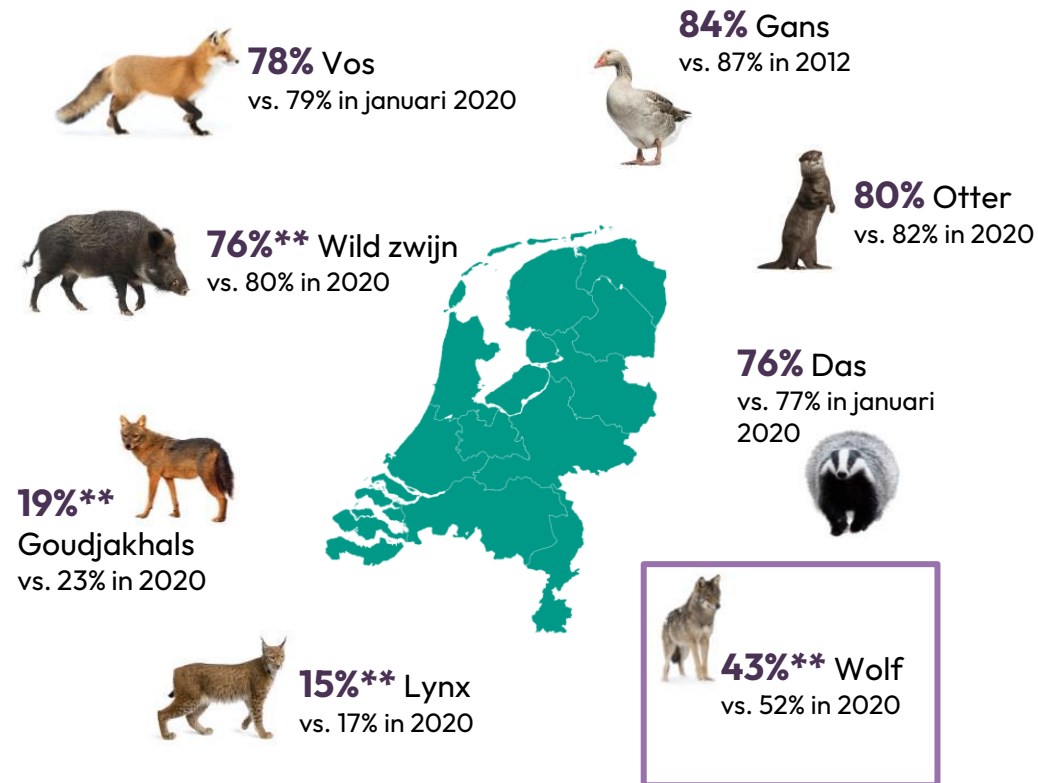 78% Vos
vs. 79% in januari 2020
84% Gans
vs. 87% in 2012
80% Otter
vs. 82% in 2020
76%** Wild zwijn
vs. 80% in 2020
76% Das
vs. 77% in januari
2020
19%**
Goudjakhals
vs. 23% in 2020
15%** Lynx
vs. 17% in 2020
43%** Wolf
vs. 52% in 2020